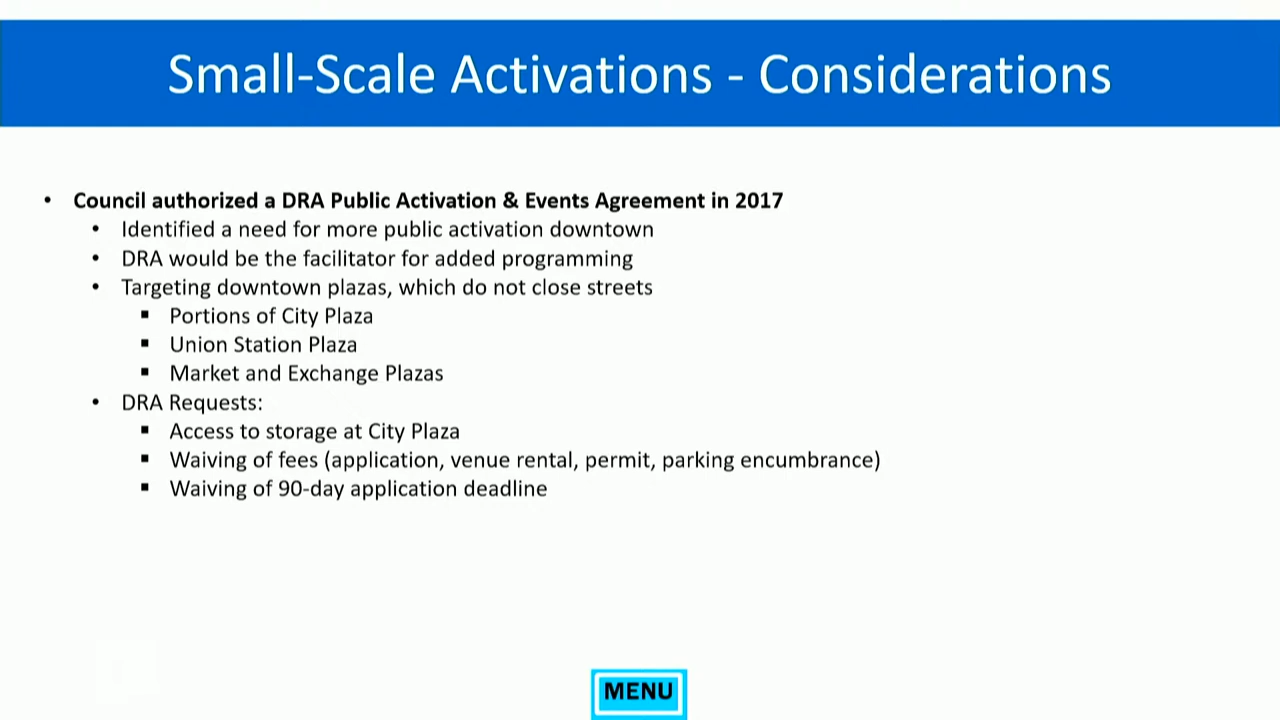 Small-Scale Activations - Considerations
• Council authorized a DRA Public Activation & Events Agreement in 2017
• Identified a need for more public activation downtown
• DRA would be the facilitator for added programming
• Targeting downtown plazas, which do not close streets
▪ Portions of City Plaza
▪ Union Station Plaza
▪ Market and Exchange Plazas
• DRA Requests:
▪ Access to storage at City Plaza
▪ Waiving of fees (application, venue rental, permit, parking encumbrance)
▪ Waiving of 90-day application deadline
MENU